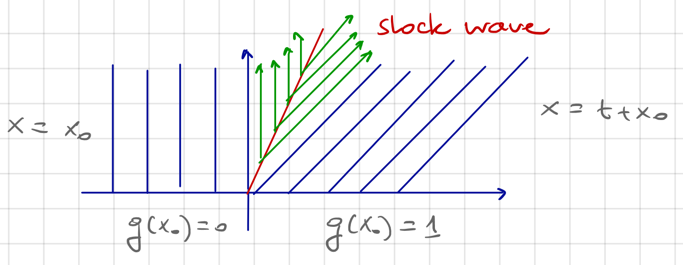 slock wave
x = t + x₀
x = x₀
g(x₀) = 0
g(x₀) = 1